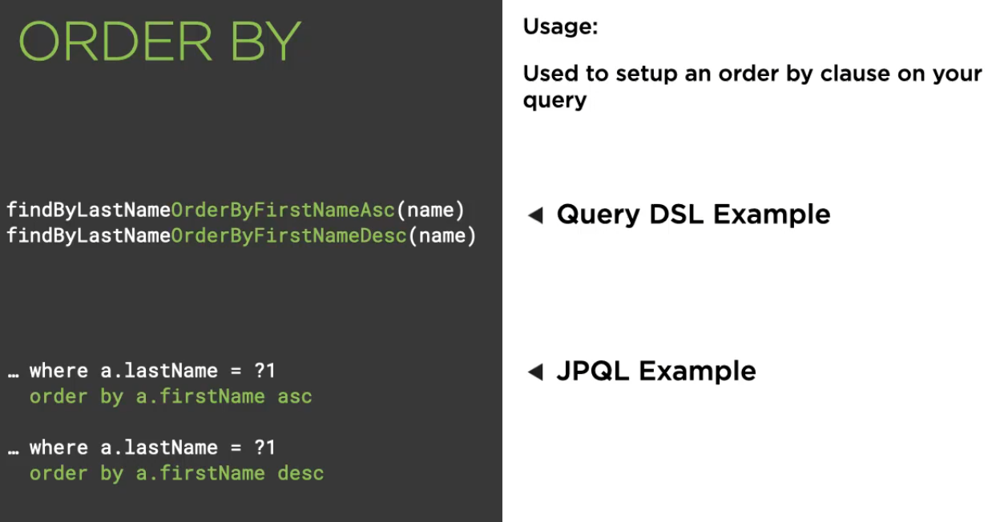 ORDER BY
findByLastNameOrderByFirstNameAsc(name)
findByLastNameOrderByFirstNameDesc(name)
… where a.lastName = ?1
order by a.firstName asc
… where a.lastName = ?1
order by a.firstName desc
Usage:
Used to setup an order by clause on your
query
Query DSL Example
JPQL Example